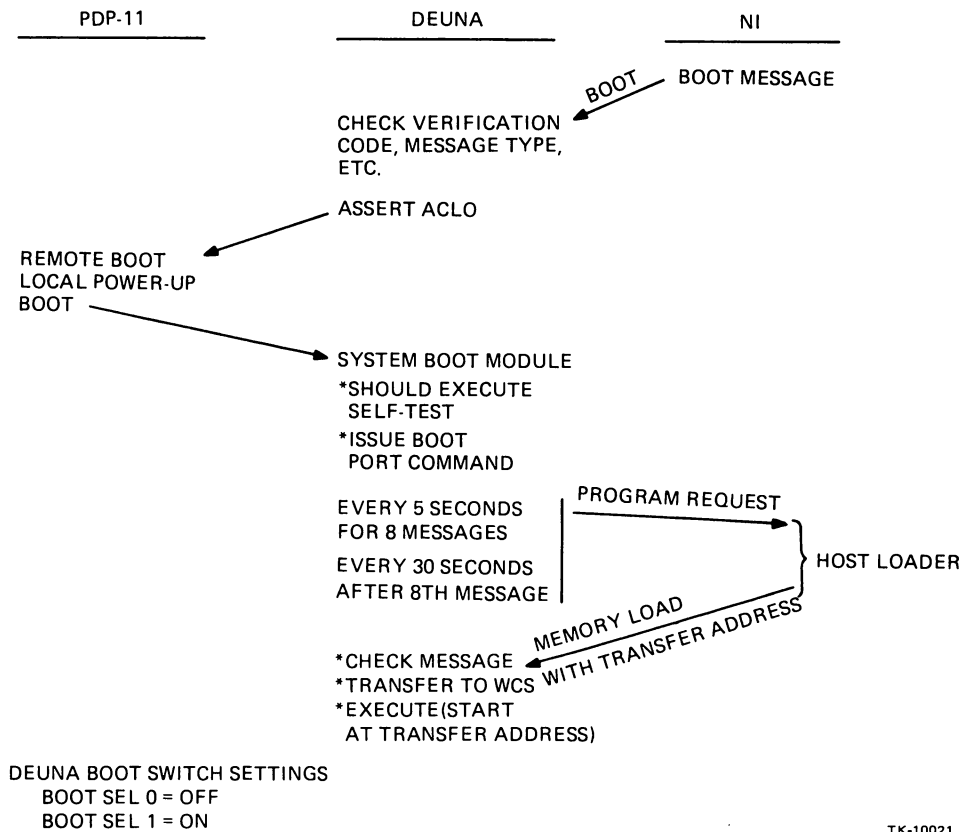 PDP-11
DEUNA
NI
BOOT
BOOT MESSAGE
CHECK VERIFICATION
CODE, MESSAGE TYPE,
ETC.
ASSERT ACLO
REMOTE BOOT
LOCAL POWER-UP
BOOT
SYSTEM BOOT MODULE
*SHOULD EXECUTE
SELF-TEST
*ISSUE BOOT
PORT COMMAND
EVERY 5 SECONDS
FOR 8 MESSAGES
EVERY 30 SECONDS
AFTER 8TH MESSAGE
PROGRAM REQUEST
HOST LOADER
MEMORY LOAD
WITH TRANSFER ADDRESS
*CHECK MESSAGE
*TRANSFER TO WCS
*EXECUTE(START
AT TRANSFER ADDRESS)
DEUNA BOOT SWITCH SETTINGS
BOOT SEL 0 = OFF
BOOT SEL 1 = ON
TK-10021